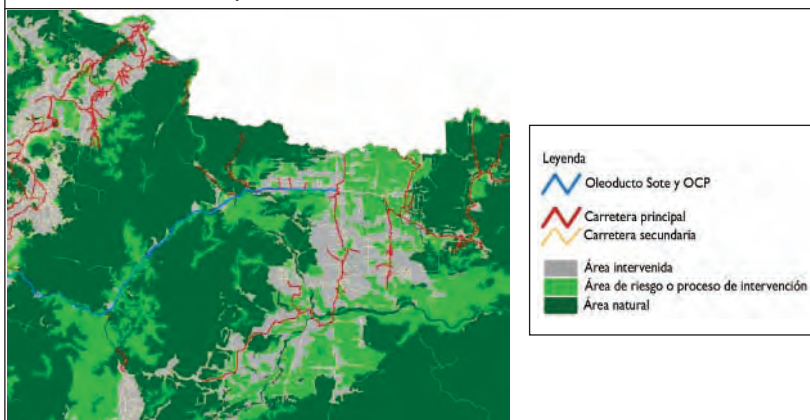 Leyenda
Oleoducto Sote y OCP
Carretera principal
Carretera secundaria
Área intervenida
Área de riesgo o proceso de intervención
Área natural